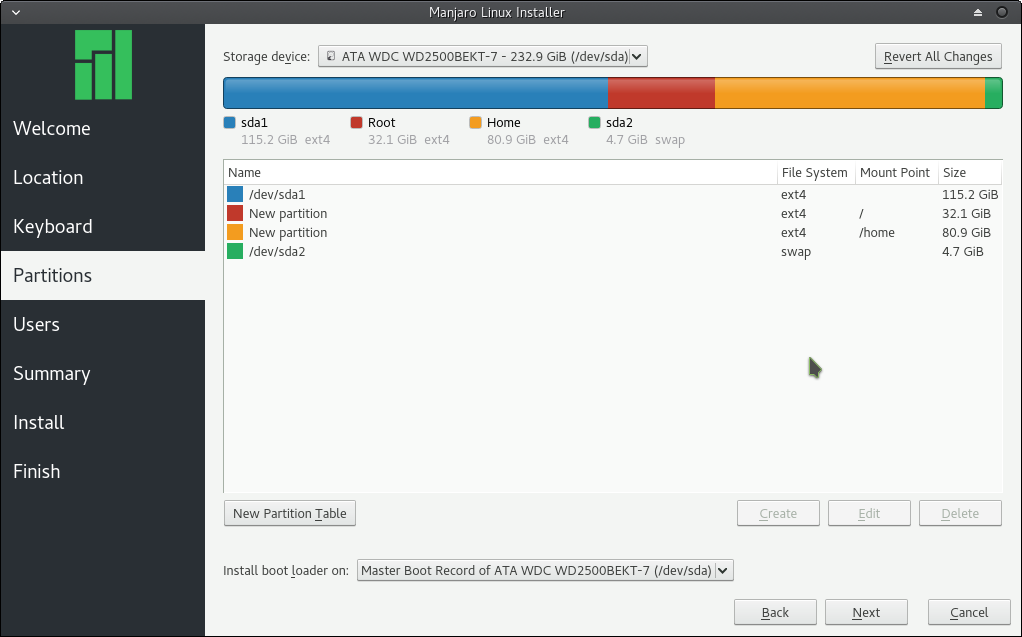 Manjaro Linux Installer
Welcome
Location
Keyboard
Partitions
Users
Summary
Install
Finish
Storage device: ATA WDC WD2500BEKT-7 - 232.9 GiB (/dev/sda) Revert All Changes
sda1 Root Home sda2
115.2 GiB ext4 32.1 GiB ext4 80.9 GiB ext4 4.7 GiB swap
Name File System Mount Point Size
/dev/sda1 ext4 115.2 GiB
New partition ext4 / 32.1 GiB
New partition ext4 /home 80.9 GiB
/dev/sda2 swap 4.7 GiB
New Partition Table Create Edit Delete
Install boot loader on: Master Boot Record of ATA WDC WD2500BEKT-7 (/dev/sda)
Back Next Cancel